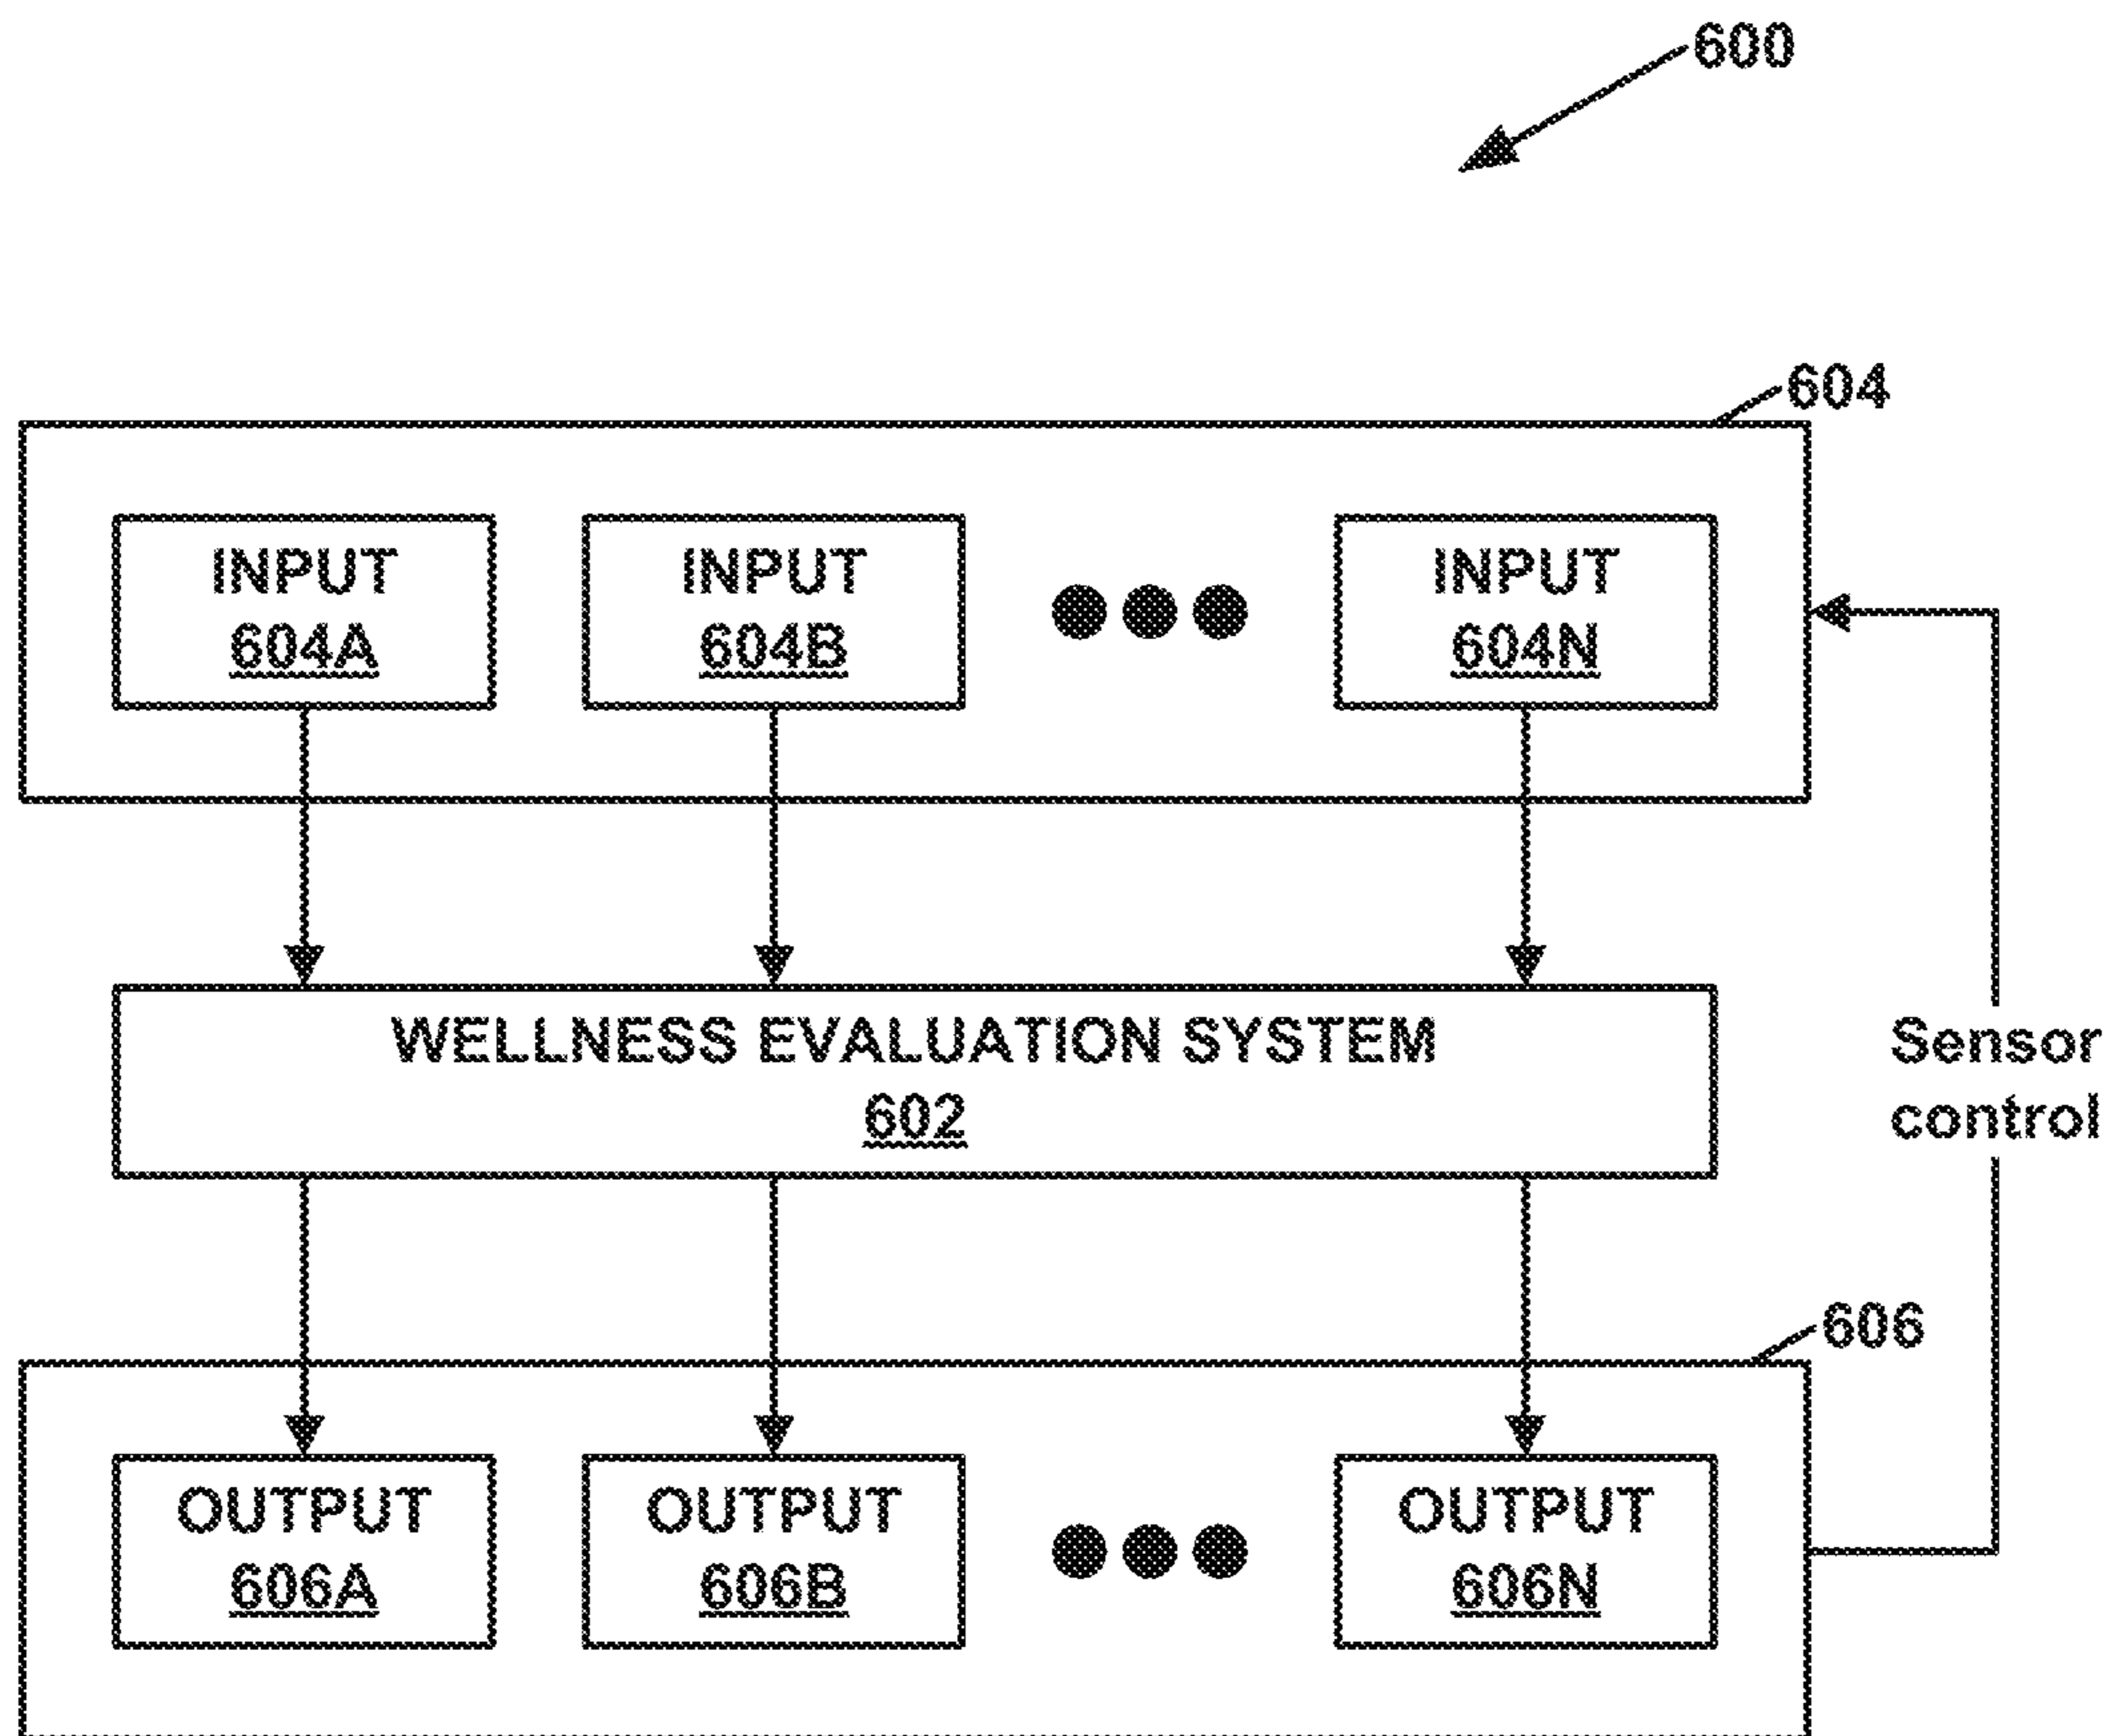 600
604
INPUT
604A
INPUT
604B
INPUT
604N
WELLNESS EVALUATION SYSTEM
602
Sensor
control
606
OUTPUT
606A
OUTPUT
606B
OUTPUT
606N